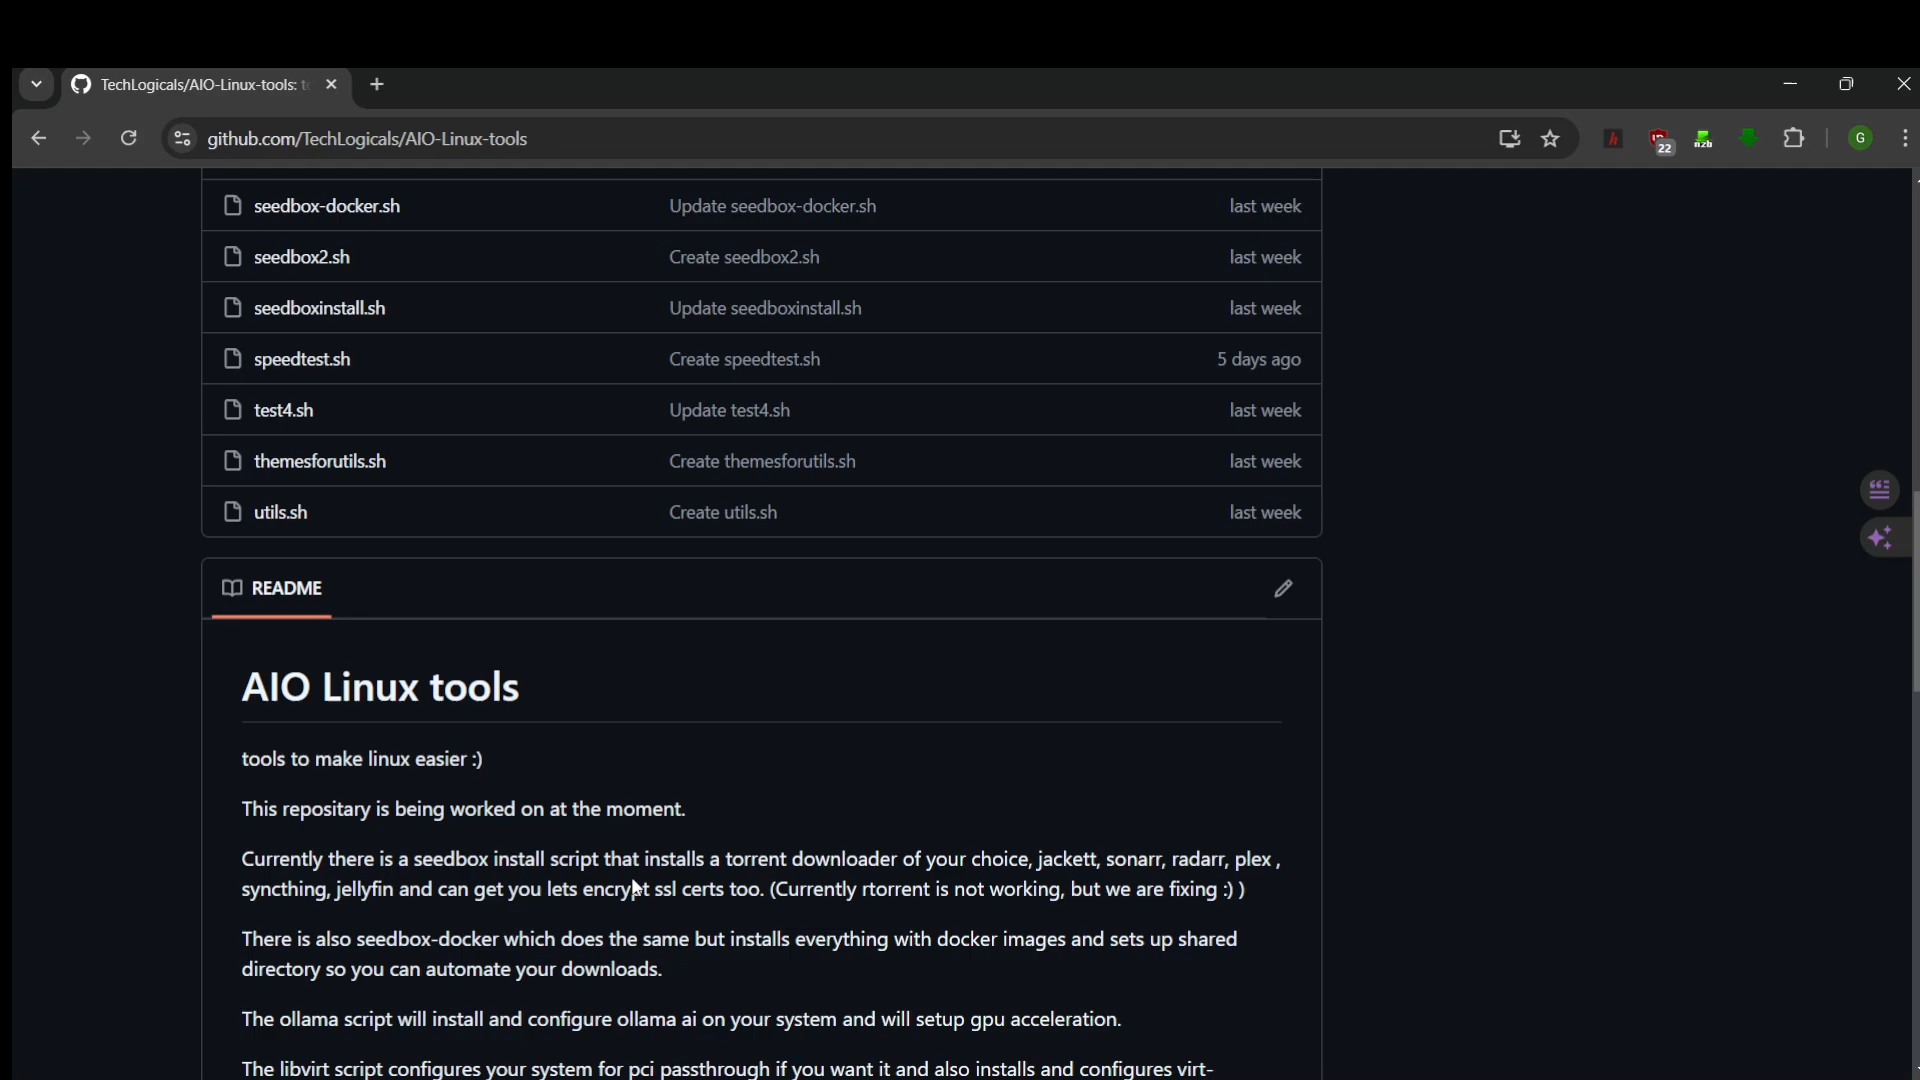 TechLogicals/AIO-Linux-tools: t
github.com/TechLogicals/AIO-Linux-tools
22
nzb
G
seedbox-docker.sh Update seedbox-docker.sh last week
seedbox2.sh Create seedbox2.sh last week
seedboxinstall.sh Update seedboxinstall.sh last week
speedtest.sh Create speedtest.sh 5 days ago
test4.sh Update test4.sh last week
themesforutils.sh Create themesforutils.sh last week
utils.sh Create utils.sh last week
README
AIO Linux tools
tools to make linux easier :)
This repositary is being worked on at the moment.
Currently there is a seedbox install script that installs a torrent downloader of your choice, jackett, sonarr, radarr, plex ,
syncthing, jellyfin and can get you lets encrypt ssl certs too. (Currently rtorrent is not working, but we are fixing :) )
There is also seedbox-docker which does the same but installs everything with docker images and sets up shared
directory so you can automate your downloads.
The ollama script will install and configure ollama ai on your system and will setup gpu acceleration.
The libvirt script configures your system for pci passthrough if you want it and also installs and configures virt-